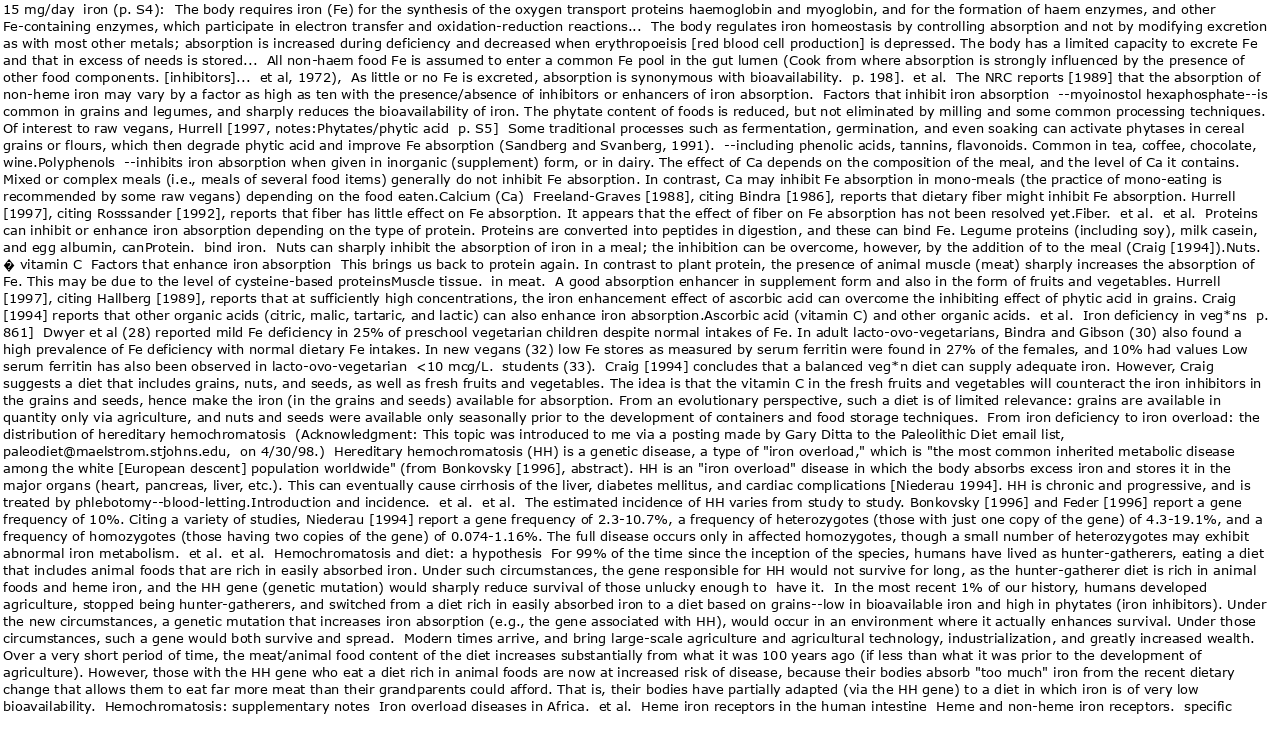 15 mg/day  iron (p. S4):  The body requires iron (Fe) for the synthesis of the oxygen transport proteins haemoglobin and myoglobin, and for the formation of haem enzymes, and other
Fe-containing enzymes, which participate in electron transfer and oxidation-reduction reactions...  The body regulates iron homeostasis by controlling absorption and not by modifying excretion
as with most other metals; absorption is increased during deficiency and decreased when erythropoeisis [red blood cell production] is depressed. The body has a limited capacity to excrete Fe
and that in excess of needs is stored...  All non-haem food Fe is assumed to enter a common Fe pool in the gut lumen (Cook from where absorption is strongly influenced by the presence of
other food components. [inhibitors]...  et al, 1972),  As little or no Fe is excreted, absorption is synonymous with bioavailability.  p. 198].  et al.  The NRC reports [1989] that the absorption of
non-heme iron may vary by a factor as high as ten with the presence/absence of inhibitors or enhancers of iron absorption.  Factors that inhibit iron absorption  --myoinostol hexaphosphate--is
common in grains and legumes, and sharply reduces the bioavailability of iron. The phytate content of foods is reduced, but not eliminated by milling and some common processing techniques.
Of interest to raw vegans, Hurrell [1997, notes:Phytates/phytic acid  p. S5]  Some traditional processes such as fermentation, germination, and even soaking can activate phytases in cereal
grains or flours, which then degrade phytic acid and improve Fe absorption (Sandberg and Svanberg, 1991).  --including phenolic acids, tannins, flavonoids. Common in tea, coffee, chocolate,
wine.Polyphenols  --inhibits iron absorption when given in inorganic (supplement) form, or in dairy. The effect of Ca depends on the composition of the meal, and the level of Ca it contains.
Mixed or complex meals (i.e., meals of several food items) generally do not inhibit Fe absorption. In contrast, Ca may inhibit Fe absorption in mono-meals (the practice of mono-eating is
recommended by some raw vegans) depending on the food eaten.Calcium (Ca)  Freeland-Graves [1988], citing Bindra [1986], reports that dietary fiber might inhibit Fe absorption. Hurrell
[1997], citing Rosssander [1992], reports that fiber has little effect on Fe absorption. It appears that the effect of fiber on Fe absorption has not been resolved yet.Fiber.  et al.  et al.  Proteins
can inhibit or enhance iron absorption depending on the type of protein. Proteins are converted into peptides in digestion, and these can bind Fe. Legume proteins (including soy), milk casein,
and egg albumin, canProtein.  bind iron.  Nuts can sharply inhibit the absorption of iron in a meal; the inhibition can be overcome, however, by the addition of to the meal (Craig [1994]).Nuts.
� vitamin C  Factors that enhance iron absorption  This brings us back to protein again. In contrast to plant protein, the presence of animal muscle (meat) sharply increases the absorption of
Fe. This may be due to the level of cysteine-based proteinsMuscle tissue.  in meat.  A good absorption enhancer in supplement form and also in the form of fruits and vegetables. Hurrell
[1997], citing Hallberg [1989], reports that at sufficiently high concentrations, the iron enhancement effect of ascorbic acid can overcome the inhibiting effect of phytic acid in grains. Craig
[1994] reports that other organic acids (citric, malic, tartaric, and lactic) can also enhance iron absorption.Ascorbic acid (vitamin C) and other organic acids.  et al.  Iron deficiency in veg*ns  p.
861]  Dwyer et al (28) reported mild Fe deficiency in 25% of preschool vegetarian children despite normal intakes of Fe. In adult lacto-ovo-vegetarians, Bindra and Gibson (30) also found a
high prevalence of Fe deficiency with normal dietary Fe intakes. In new vegans (32) low Fe stores as measured by serum ferritin were found in 27% of the females, and 10% had values Low
serum ferritin has also been observed in lacto-ovo-vegetarian  <10 mcg/L.  students (33).  Craig [1994] concludes that a balanced veg*n diet can supply adequate iron. However, Craig
suggests a diet that includes grains, nuts, and seeds, as well as fresh fruits and vegetables. The idea is that the vitamin C in the fresh fruits and vegetables will counteract the iron inhibitors in
the grains and seeds, hence make the iron (in the grains and seeds) available for absorption. From an evolutionary perspective, such a diet is of limited relevance: grains are available in
quantity only via agriculture, and nuts and seeds were available only seasonally prior to the development of containers and food storage techniques.  From iron deficiency to iron overload: the
distribution of hereditary hemochromatosis  (Acknowledgment: This topic was introduced to me via a posting made by Gary Ditta to the Paleolithic Diet email list,
paleodiet@maelstrom.stjohns.edu,  on 4/30/98.)  Hereditary hemochromatosis (HH) is a genetic disease, a type of "iron overload," which is "the most common inherited metabolic disease
among the white [European descent] population worldwide" (from Bonkovsky [1996], abstract). HH is an "iron overload" disease in which the body absorbs excess iron and stores it in the
major organs (heart, pancreas, liver, etc.). This can eventually cause cirrhosis of the liver, diabetes mellitus, and cardiac complications [Niederau 1994]. HH is chronic and progressive, and is
treated by phlebotomy--blood-letting.Introduction and incidence.  et al.  et al.  The estimated incidence of HH varies from study to study. Bonkovsky [1996] and Feder [1996] report a gene
frequency of 10%. Citing a variety of studies, Niederau [1994] report a gene frequency of 2.3-10.7%, a frequency of heterozygotes (those with just one copy of the gene) of 4.3-19.1%, and a
frequency of homozygotes (those having two copies of the gene) of 0.074-1.16%. The full disease occurs only in affected homozygotes, though a small number of heterozygotes may exhibit
abnormal iron metabolism.  et al.  et al.  Hemochromatosis and diet: a hypothesis  For 99% of the time since the inception of the species, humans have lived as hunter-gatherers, eating a diet
that includes animal foods that are rich in easily absorbed iron. Under such circumstances, the gene responsible for HH would not survive for long, as the hunter-gatherer diet is rich in animal
foods and heme iron, and the HH gene (genetic mutation) would sharply reduce survival of those unlucky enough to  have it.  In the most recent 1% of our history, humans developed
agriculture, stopped being hunter-gatherers, and switched from a diet rich in easily absorbed iron to a diet based on grains--low in bioavailable iron and high in phytates (iron inhibitors). Under
the new circumstances, a genetic mutation that increases iron absorption (e.g., the gene associated with HH), would occur in an environment where it actually enhances survival. Under those
circumstances, such a gene would both survive and spread.  Modern times arrive, and bring large-scale agriculture and agricultural technology, industrialization, and greatly increased wealth.
Over a very short period of time, the meat/animal food content of the diet increases substantially from what it was 100 years ago (if less than what it was prior to the development of
agriculture). However, those with the HH gene who eat a diet rich in animal foods are now at increased risk of disease, because their bodies absorb "too much" iron from the recent dietary
change that allows them to eat far more meat than their grandparents could afford. That is, their bodies have partially adapted (via the HH gene) to a diet in which iron is of very low
bioavailability.  Hemochromatosis: supplementary notes  Iron overload diseases in Africa.  et al.  Heme iron receptors in the human intestine  Heme and non-heme iron receptors.  specific